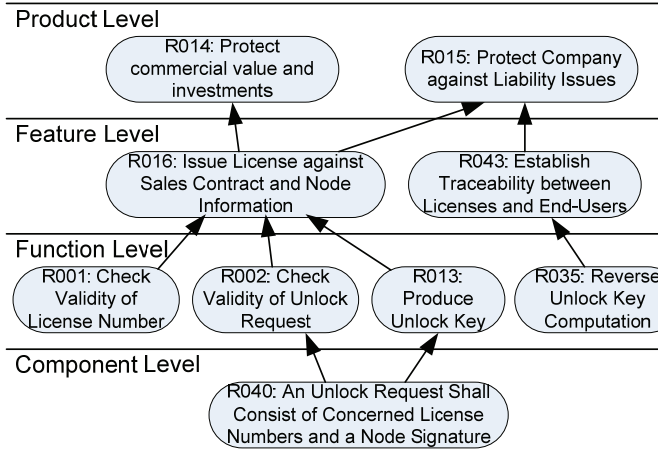 Product Level
R014: Protect
commercial value and
investments
R015: Protect Company
against Liability Issues
Feature Level
R016: Issue License against
Sales Contract and Node
Information
R043: Establish
Traceability between
Licenses and End-Users
Function Level
R001: Check
Validity of
License Number
R002: Check
Validity of Unlock
Request
R013:
Produce
Unlock Key
R035: Reverse
Unlock Key
Computation
Component Level
R040: An Unlock Request Shall
Consist of Concerned License
Numbers and a Node Signature